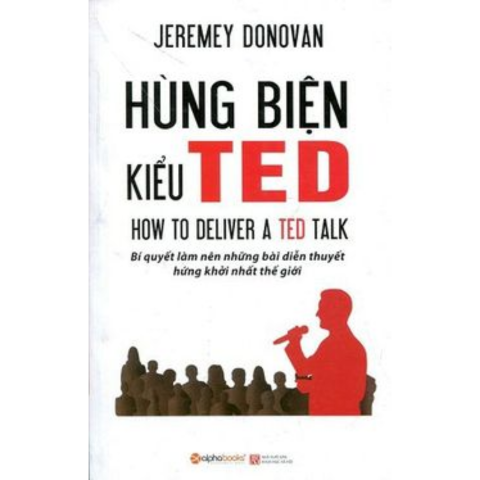 JEREMEY DONOVAN
HÙNG BIỆN
KIỂU TED
HOW TO DELIVER A TED TALK
Bí quyết làm nên những bài diễn thuyết
hứng khởi nhất thế giới
alphabooks